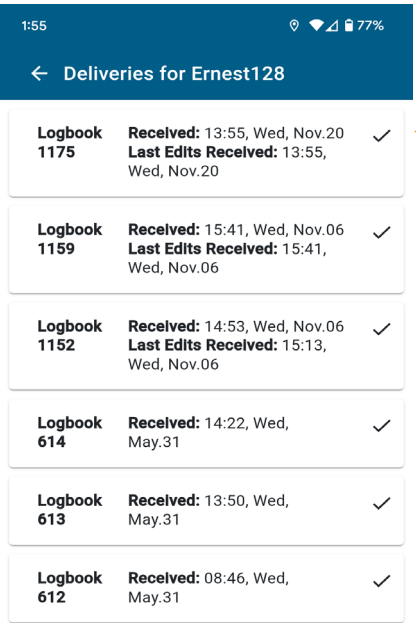 1:55 77%
← Deliveries for Ernest128
Logbook 1175
Received: 13:55, Wed, Nov.20
Last Edits Received: 13:55,
Wed, Nov.20
Logbook 1159
Received: 15:41, Wed, Nov.06
Last Edits Received: 15:41,
Wed, Nov.06
Logbook 1152
Received: 14:53, Wed, Nov.06
Last Edits Received: 15:13,
Wed, Nov.06
Logbook 614
Received: 14:22, Wed,
May.31
Logbook 613
Received: 13:50, Wed,
May.31
Logbook 612
Received: 08:46, Wed,
May.31